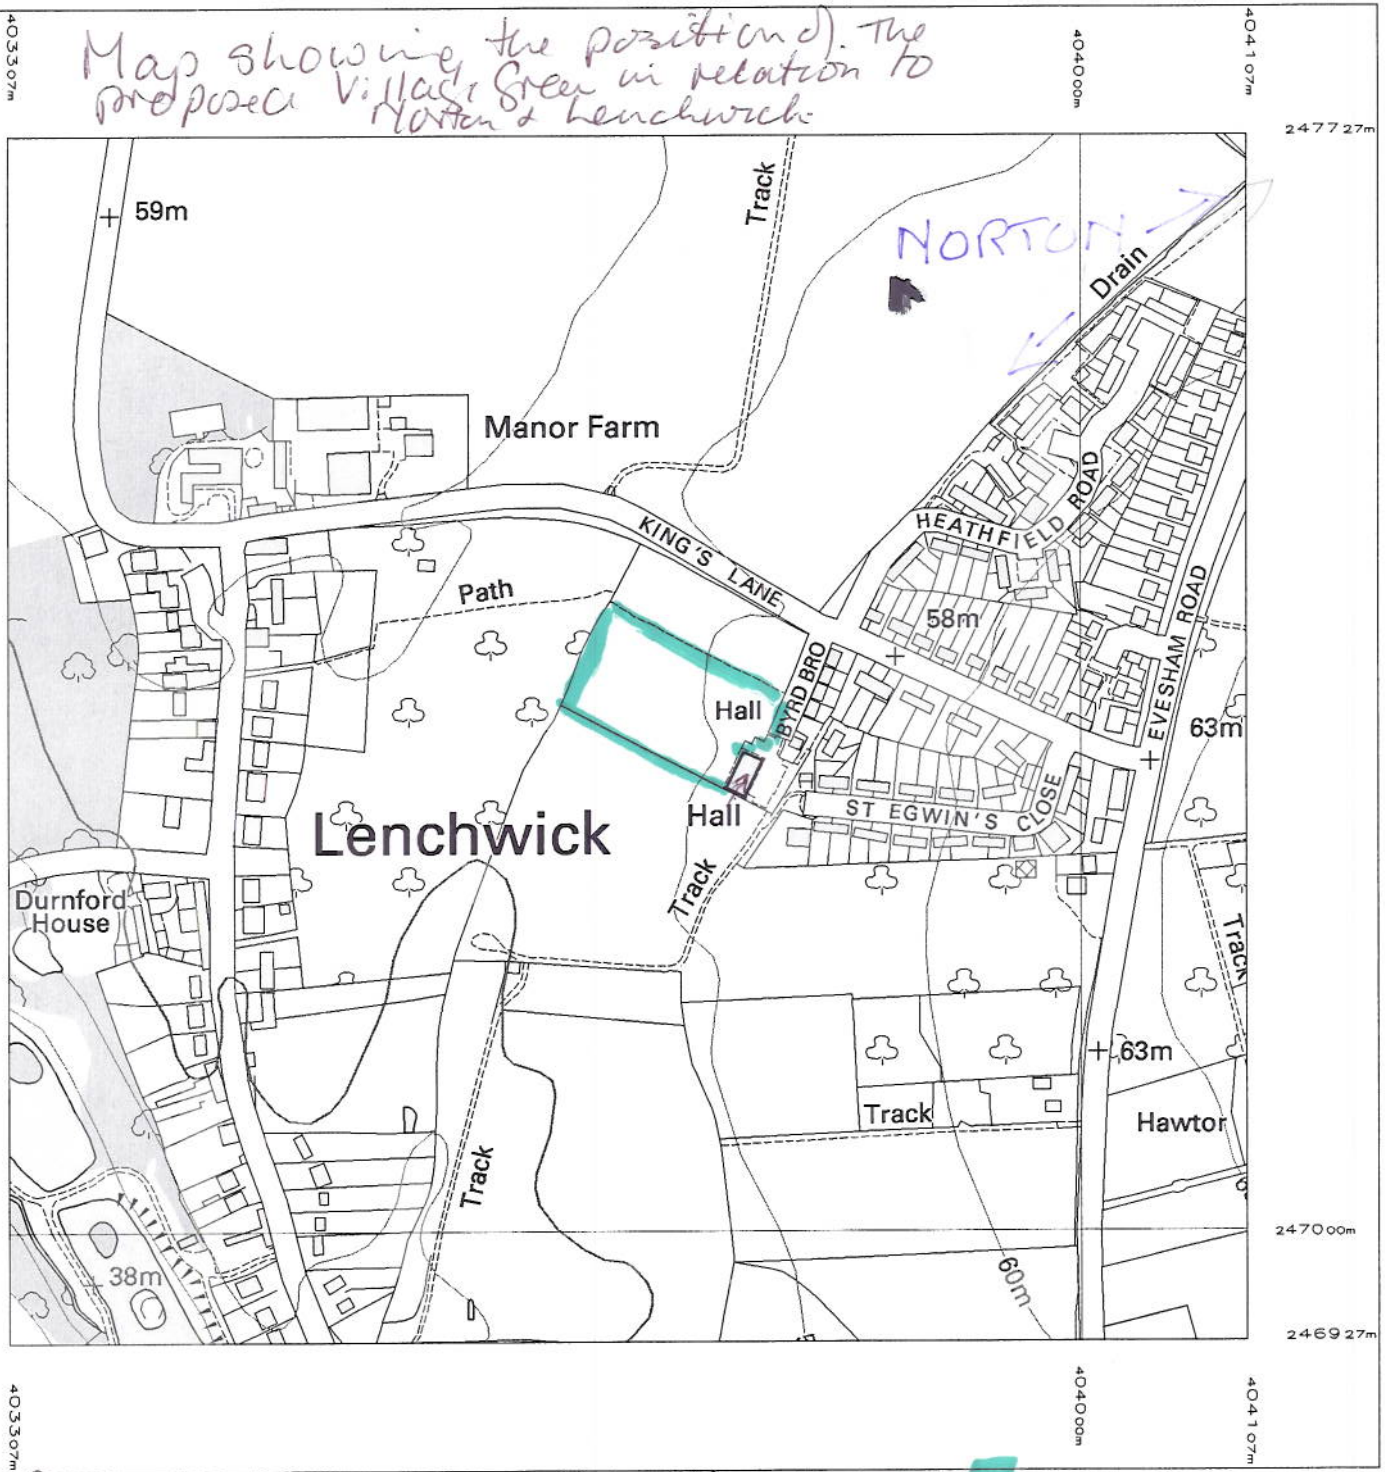 403307m
404000m
404107m
Map showing the position of the
proposed Village Green in relation to
Norton & Lenchwick
247727m
59m
Track
NORTON
Drain
Manor Farm
HEATHFIELD ROAD
KING'S LANE
Path
58m
EVESHAM ROAD
BYRD BRO
Hall
63m
ST EGWIN'S CLOSE
Hall
Lenchwick
Track
Durnford
House
Track
63m
Track
Hawtor
Track
38m
60m
247000m
246927m
403307m
404000m
404107m